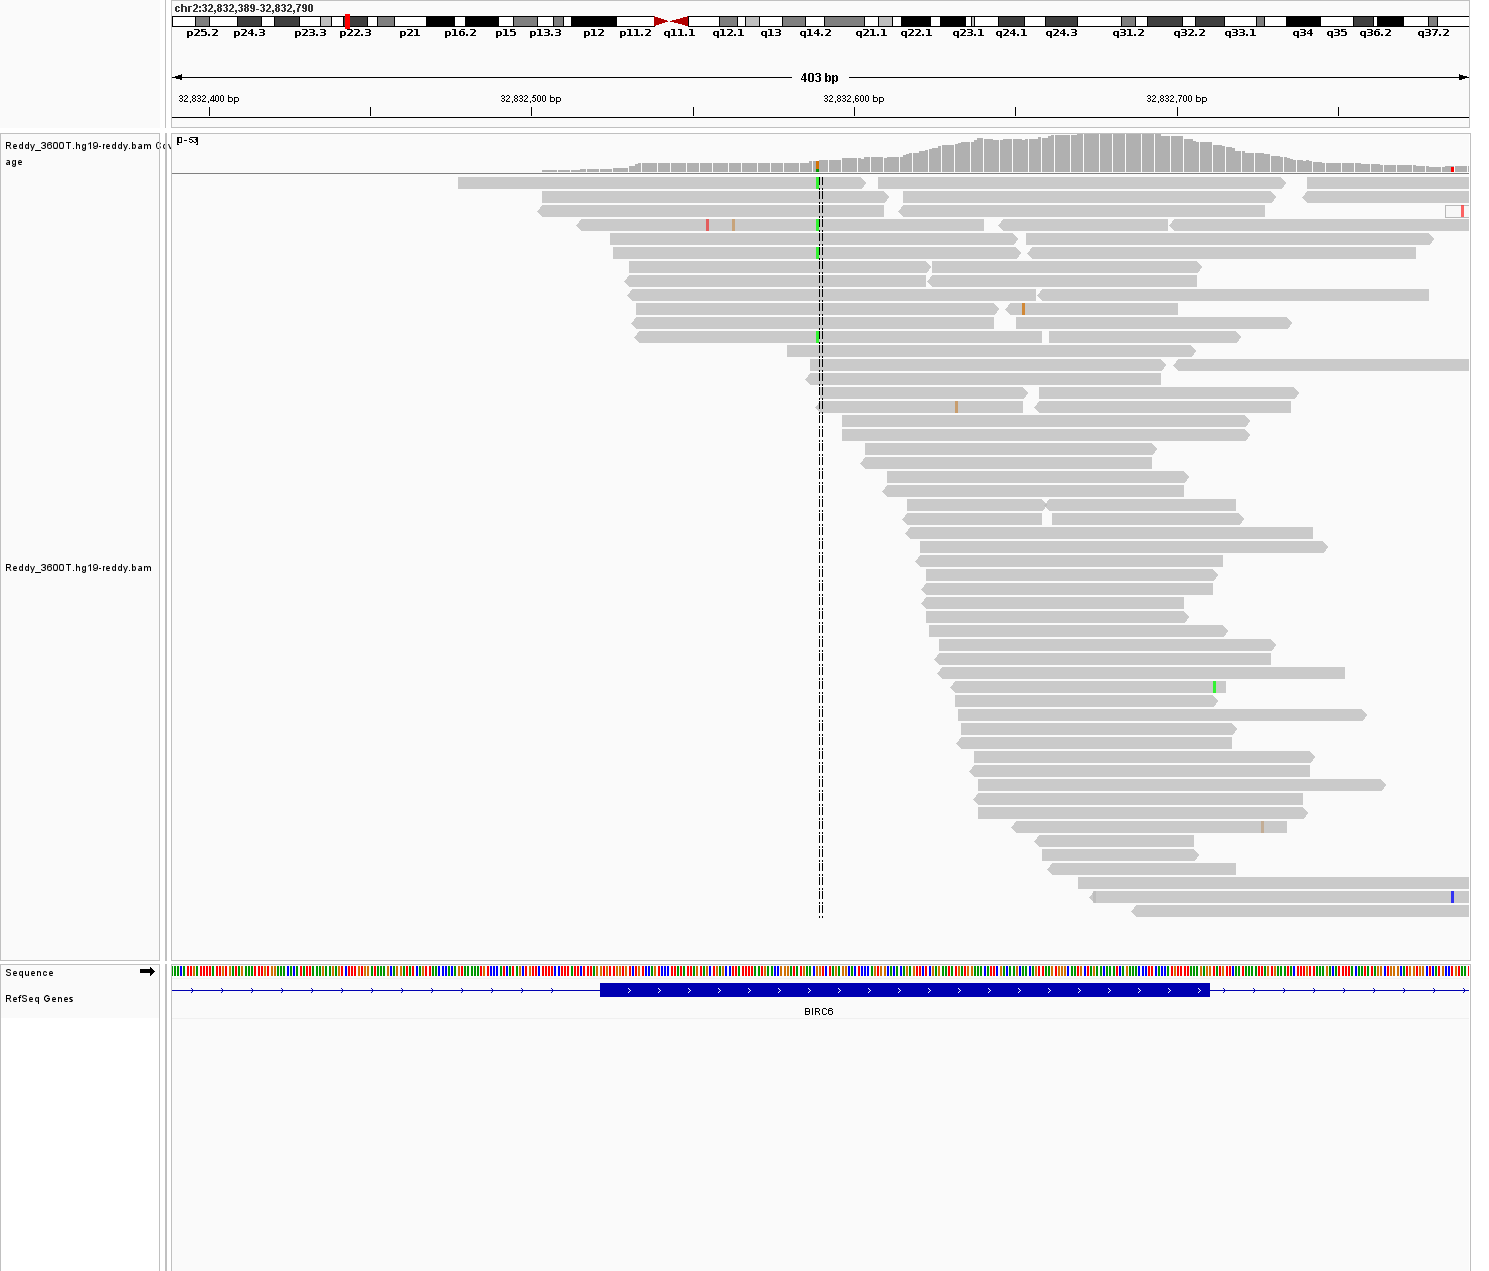 chr2:32,832,389-32,832,790
p25.2 p24.3 p23.3 p22.3 p21 p16.2 p15 p13.3 p12 p11.2 q11.1 q12.1 q13 q14.2 q21.1 q22.1 q23.1 q24.1 q24.3 q31.2 q32.2 q33.1 q34 q35 q36.2 q37.2
403 bp
32,832,400 bp 32,832,500 bp 32,832,600 bp 32,832,700 bp
Reddy_3600T.hg19-reddy.bam Cov
age
Reddy_3600T.hg19-reddy.bam
Sequence
RefSeq Genes
BIRC6